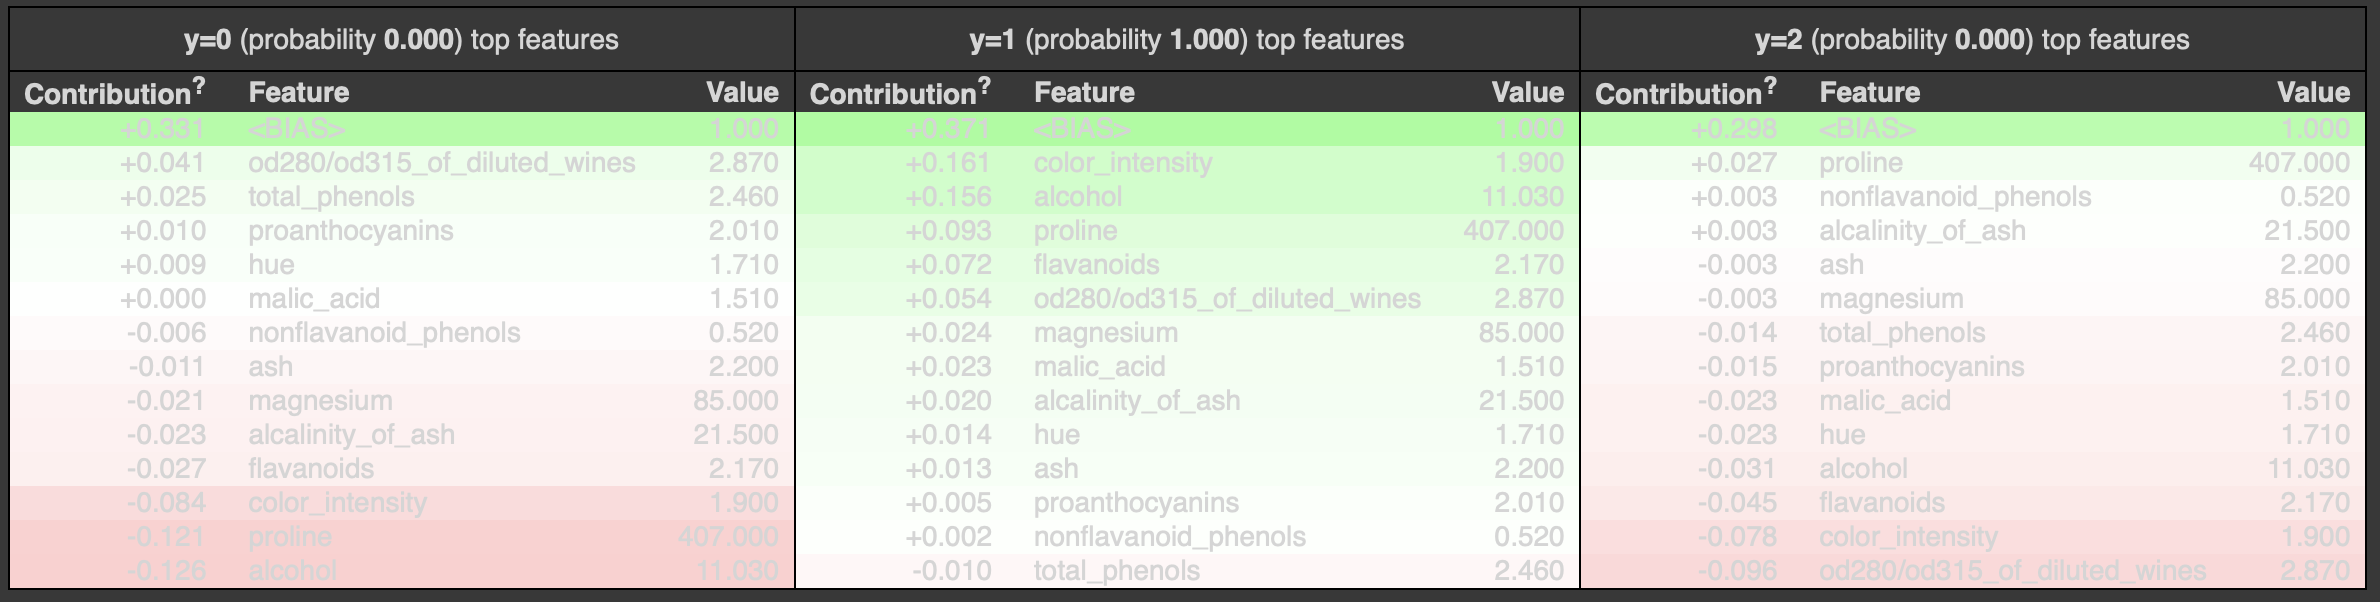 y=0 (probability 0.000) top features
Contribution? Feature Value
+0.331 <BIAS> 1.000
+0.041 od280/od315_of_diluted_wines 2.870
+0.025 total_phenols 2.460
+0.010 proanthocyanins 2.010
+0.009 hue 1.710
+0.000 malic_acid 1.510
-0.006 nonflavanoid_phenols 0.520
-0.011 ash 2.200
-0.021 magnesium 85.000
-0.023 alcalinity_of_ash 21.500
-0.027 flavanoids 2.170
-0.084 color_intensity 1.900
-0.121 proline 407.000
-0.126 alcohol 11.030
y=1 (probability 1.000) top features
Contribution? Feature Value
+0.371 <BIAS> 1.000
+0.161 color_intensity 1.900
+0.156 alcohol 11.030
+0.093 proline 407.000
+0.072 flavanoids 2.170
+0.054 od280/od315_of_diluted_wines 2.870
+0.024 magnesium 85.000
+0.023 malic_acid 1.510
+0.020 alcalinity_of_ash 21.500
+0.014 hue 1.710
+0.013 ash 2.200
+0.005 proanthocyanins 2.010
+0.002 nonflavanoid_phenols 0.520
-0.010 total_phenols 2.460
y=2 (probability 0.000) top features
Contribution? Feature Value
+0.298 <BIAS> 1.000
+0.027 proline 407.000
+0.003 nonflavanoid_phenols 0.520
+0.003 alcalinity_of_ash 21.500
-0.003 ash 2.200
-0.003 magnesium 85.000
-0.014 total_phenols 2.460
-0.015 proanthocyanins 2.010
-0.023 malic_acid 1.510
-0.023 hue 1.710
-0.031 alcohol 11.030
-0.045 flavanoids 2.170
-0.078 color_intensity 1.900
-0.096 od280/od315_of_diluted_wines 2.870